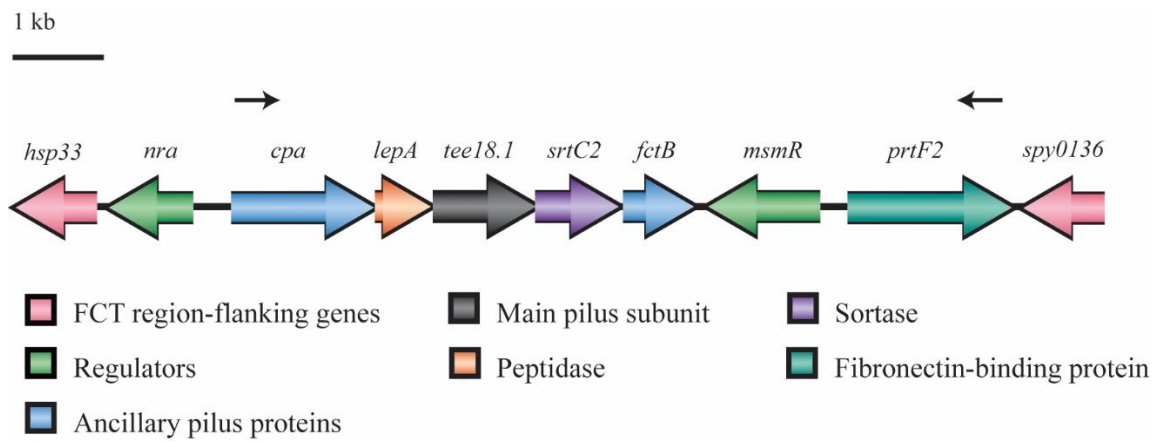 1 kb
hsp33 nra cpa lepA tee18.1 srtC2 fctB msmR prtF2 spy0136
FCT region-flanking genes Main pilus subunit Sortase
Regulators Peptidase Fibronectin-binding protein
Ancillary pilus proteins